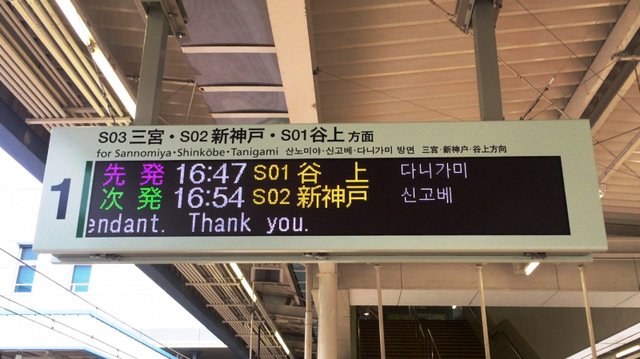 S03 三宮・S02 新神戸・S01 谷上 方面
for Sannomiya・Shinkōbe・Tanigami 산노미야・신고베・다니가미 방면 三宫・新神户・谷上方向
1
先発 16:47 S01 谷上 다니가미
次発 16:54 S02 新神戸 신고베
endant. Thank you.